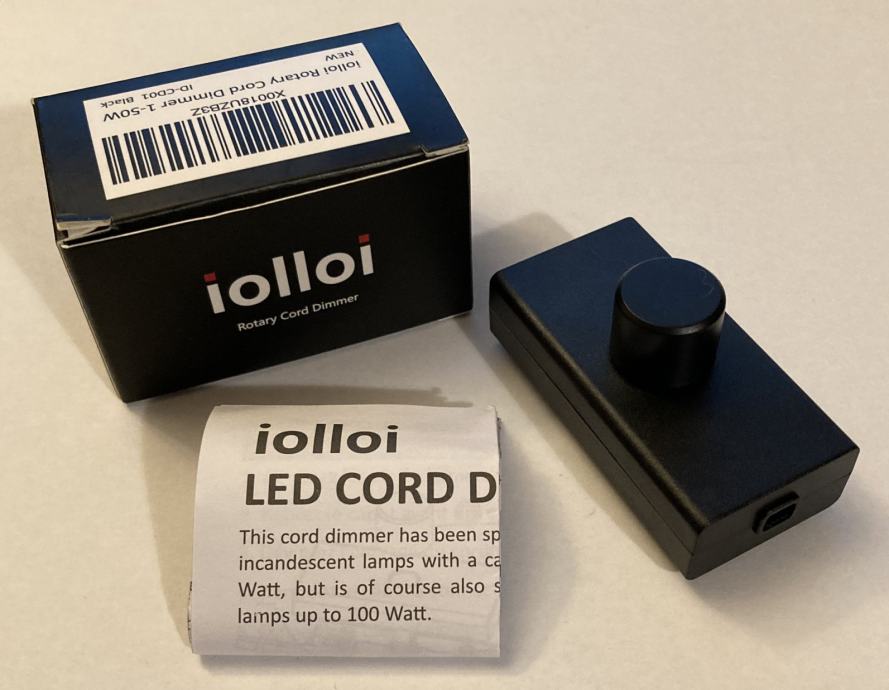 iolloi Rotary Cord Dimmer 1-50W
ID-CD01 Black
NEW
X0018UZB3Z
iolloi
Rotary Cord Dimmer
iolloi
LED CORD D
This cord dimmer has been sp
incandescent lamps with a ca
Watt, but is of course also s
lamps up to 100 Watt.